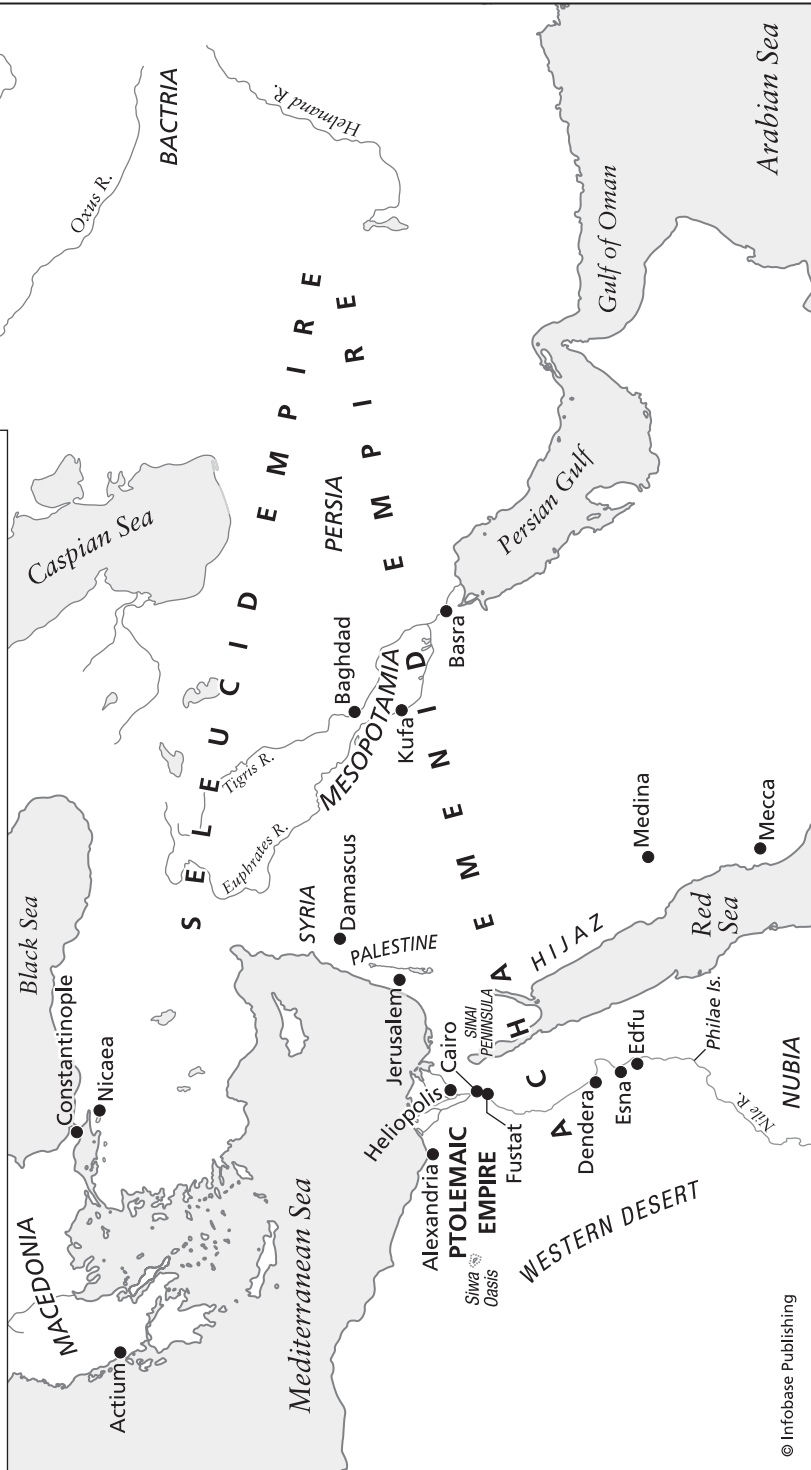 MACEDONIA
Actium
Constantinople
Nicaea
Black Sea
Caspian Sea
Oxus R.
BACTRIA
Helmand R.
SELEUCID EMPIRE
PERSIA
Tigris R.
Euphrates R.
MESOPOTAMIA
Baghdad
Kufa
Basra
Mediterranean Sea
SYRIA
Damascus
PALESTINE
Jerusalem
ACHAEMENID EMPIRE
Persian Gulf
Gulf of Oman
Arabian Sea
Alexandria
Heliopolis
Cairo
SINAI
PENINSULA
PTOLEMAIC
EMPIRE
Fustat
Siwa
Oasis
WESTERN DESERT
Dendera
Esna
Edfu
Philae Is.
Nile R.
NUBIA
HIJAZ
Medina
Mecca
Red
Sea
© Infobase Publishing